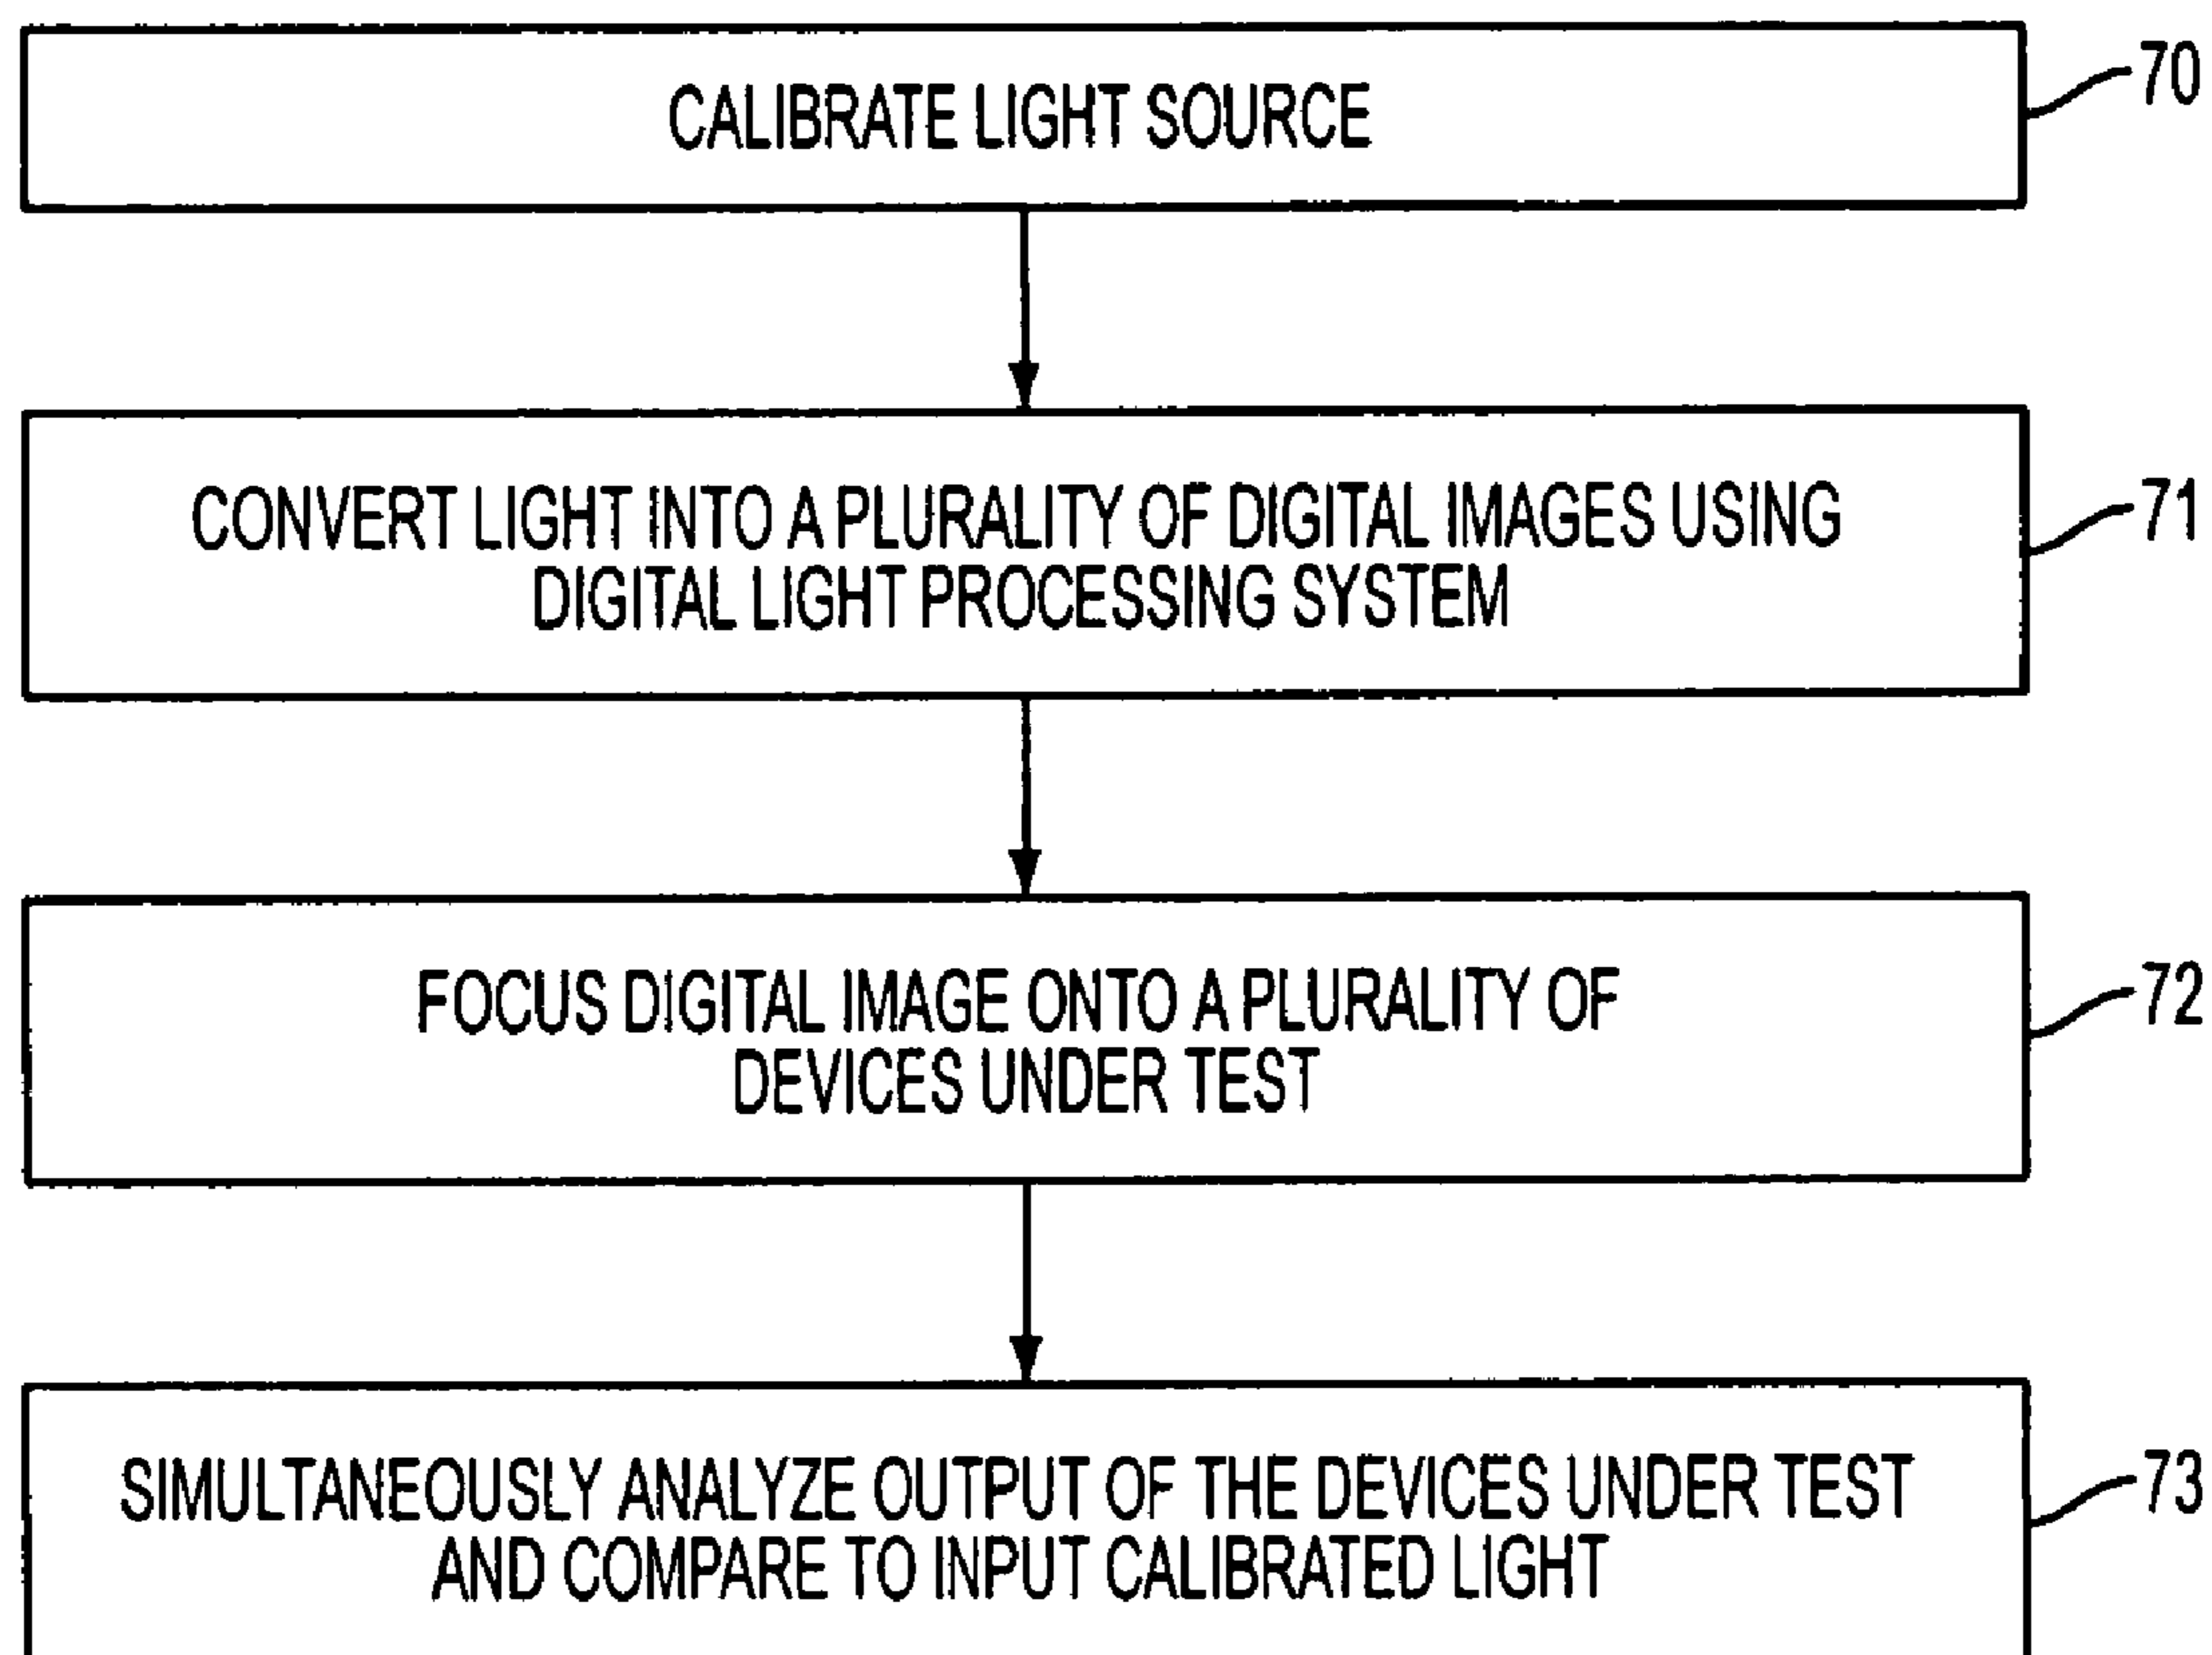 CALIBRATE LIGHT SOURCE
70
CONVERT LIGHT INTO A PLURALITY OF DIGITAL IMAGES USING
DIGITAL LIGHT PROCESSING SYSTEM
71
FOCUS DIGITAL IMAGE ONTO A PLURALITY OF
DEVICES UNDER TEST
72
SIMULTANEOUSLY ANALYZE OUTPUT OF THE DEVICES UNDER TEST
AND COMPARE TO INPUT CALIBRATED LIGHT
73